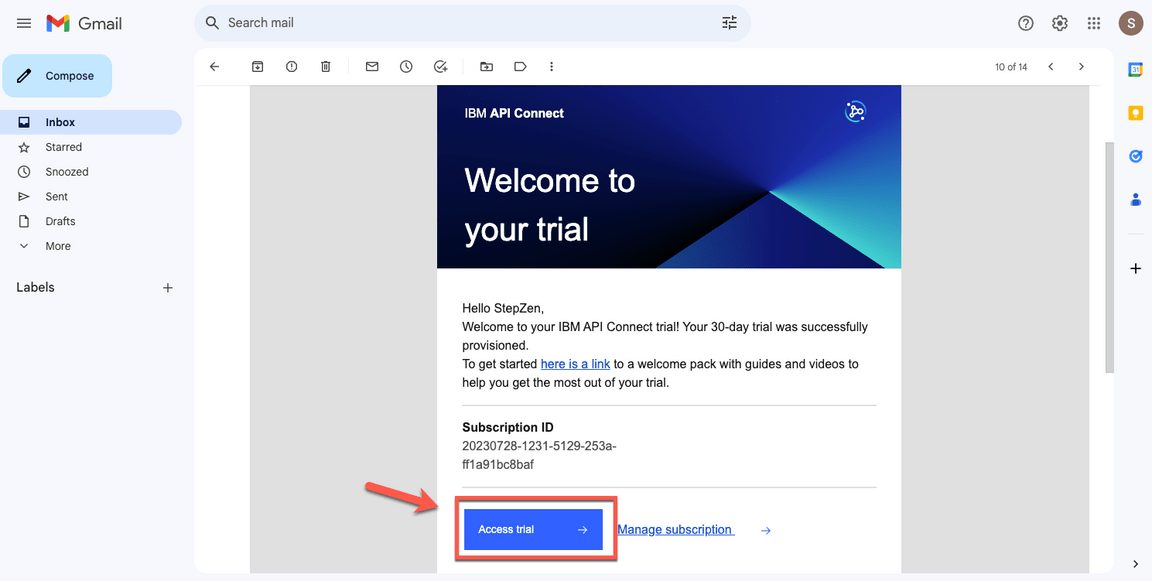 Gmail
Search mail
S
Compose
10 of 14
31
Inbox
Starred
Snoozed
Sent
Drafts
More
Labels
IBM API Connect
Welcome to
your trial
Hello StepZen,
Welcome to your IBM API Connect trial! Your 30-day trial was successfully
provisioned.
To get started here is a link to a welcome pack with guides and videos to
help you get the most out of your trial.
Subscription ID
20230728-1231-5129-253a-
ff1a91bc8baf
Access trial
Manage subscription